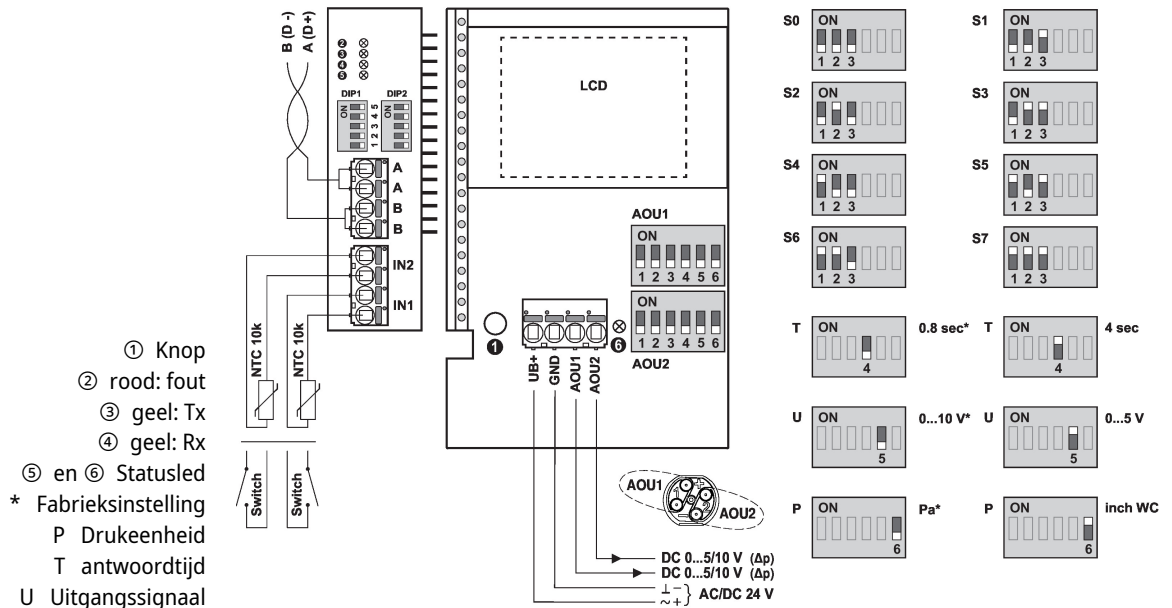 B (D -)
A (D+)
❷
❸
❹
❺
DIP1
DIP2
ON
1 2 3 4 5
A
A
B
B
IN2
IN1
NTC 10k
NTC 10k
Switch
Switch
LCD
AOU1
ON
1 2 3 4 5 6
ON
1 2 3 4 5 6
AOU2
❶
❻
UB+
GND
AOU1
AOU2
AOU1
AOU2
1
2
+
−
DC 0...5/10 V (Δp)
DC 0...5/10 V (Δp)
⊥ −
~ +
} AC/DC 24 V
① Knop
② rood: fout
③ geel: Tx
④ geel: Rx
⑤ en ⑥ Statusled
* Fabrieksinstelling
P Drukeenheid
T antwoordtijd
U Uitgangssignaal
S0
ON
1 2 3
S1
ON
1 2 3
S2
ON
1 2 3
S3
ON
1 2 3
S4
ON
1 2 3
S5
ON
1 2 3
S6
ON
1 2 3
S7
ON
1 2 3
T
ON
4
0.8 sec*
T
ON
4
4 sec
U
ON
5
0...10 V*
U
ON
5
0...5 V
P
ON
6
Pa*
P
ON
6
inch WC